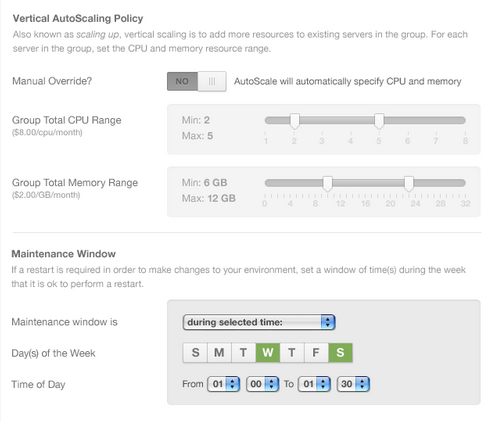 Vertical AutoScaling Policy
Also known as scaling up, vertical scaling is to add more resources to existing servers in the group. For each
server in the group, set the CPU and memory resource range.
Manual Override?
NO
AutoScale will automatically specify CPU and memory
Group Total CPU Range
($8.00/cpu/month)
Min: 2
Max: 5
1 2 3 4 5 6 7 8
Group Total Memory Range
($2.00/GB/month)
Min: 6 GB
Max: 12 GB
0 4 8 12 16 20 24 28 32
Maintenance Window
If a restart is required in order to make changes to your environment, set a window of time(s) during the week
that it is ok to perform a restart.
Maintenance window is
during selected time:
Day(s) of the Week
S M T W T F S
Time of Day
From 01 00 To 01 30